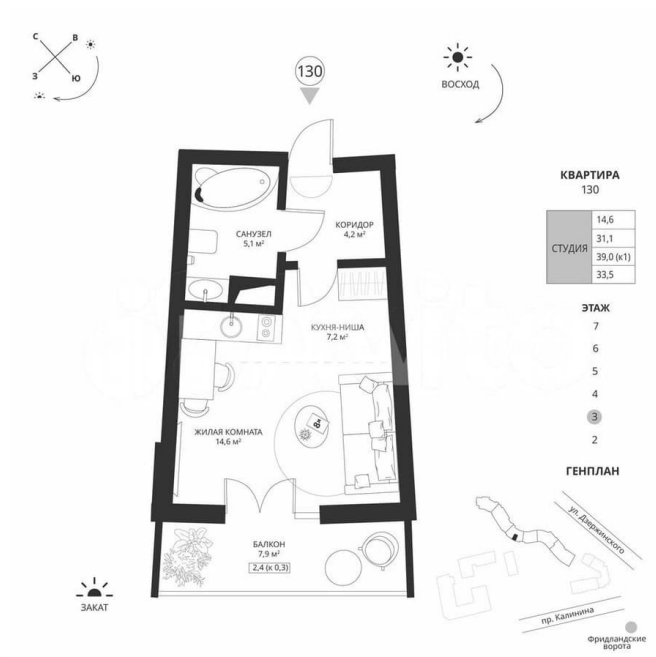 С
В
З
Ю
130
ВОСХОД
КВАРТИРА
130
СТУДИЯ
14,6
31,1
39,0 (к1)
33,5
САНУЗЕЛ
5,1 м²
КОРИДОР
4,2 м²
КУХНЯ-НИША
7,2 м²
ЖИЛАЯ КОМНАТА
14,6 м²
БАЛКОН
7,9 м²
2,4 (к 0,3)
ЭТАЖ
7
6
5
4
3
2
ГЕНПЛАН
ул. Дзержинского
пр. Калинина
Фридландские
ворота
ЗАКАТ